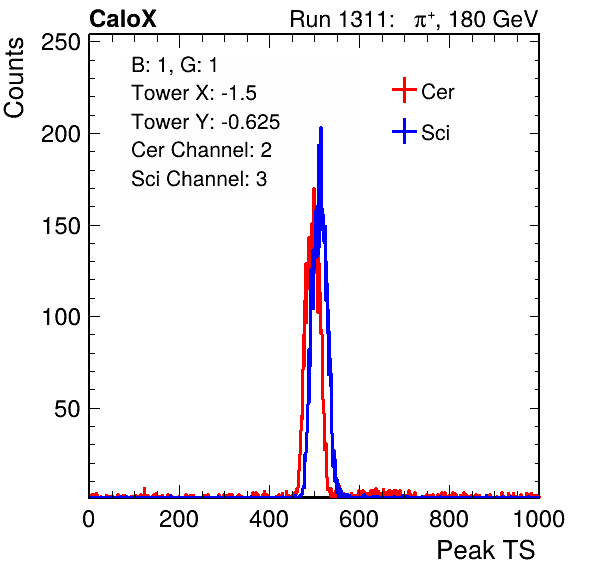 CaloX Run 1311: π⁺, 180 GeV
Counts
250
200
150
100
50
B: 1, G: 1
Tower X: -1.5
Tower Y: -0.625
Cer Channel: 2
Sci Channel: 3
Cer
Sci
0 200 400 600 800 1000
Peak TS